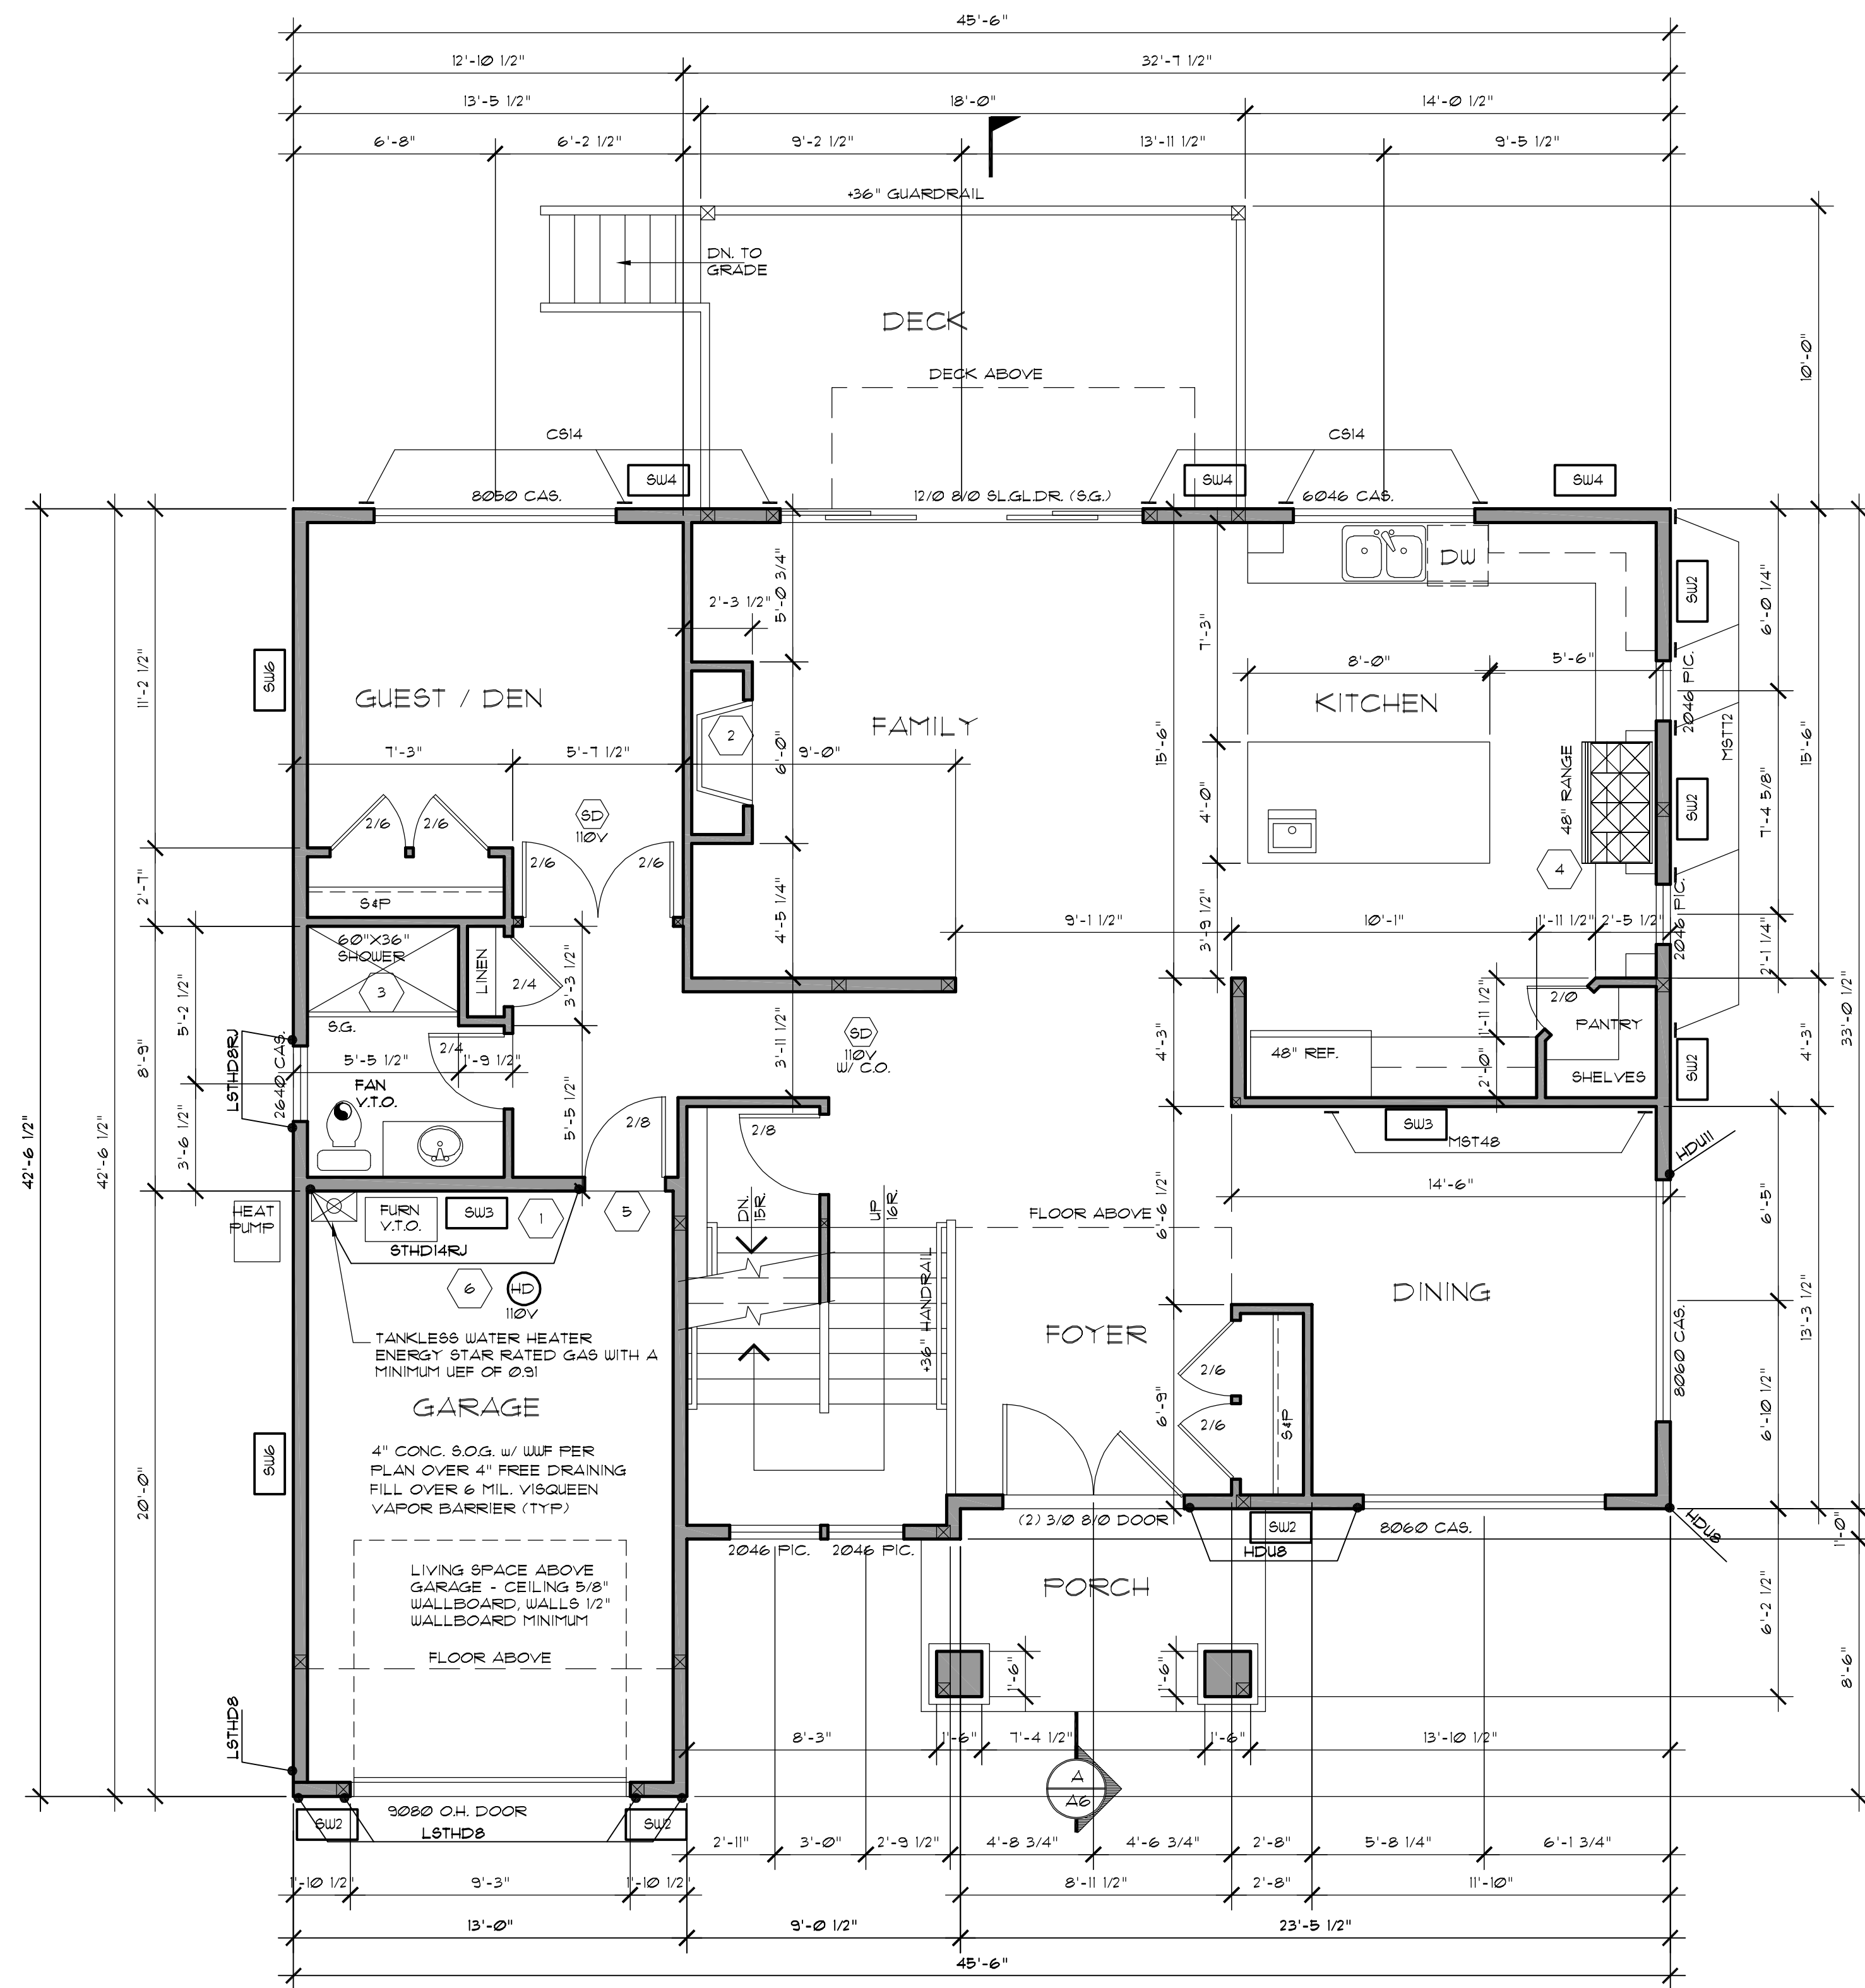 45'-6"
12'-10 1/2"
32'-7 1/2"
13'-5 1/2"
18'-0"
14'-0 1/2"
6'-8"
6'-2 1/2"
9'-2 1/2"
13'-11 1/2"
9'-5 1/2"
+36" GUARDRAIL
DN. TO
GRADE
DECK
10'-0"
DECK ABOVE
CS14
CS14
SW4
SW4
SW4
8050 CAS.
12/0 8/0 SL.GL.DR. (S.G.)
6046 CAS.
DW
SW2
6'-0 1/4"
5'-0 3/4"
2'-3 1/2"
7'-3"
11'-2 1/2"
SW6
8'-0"
5'-6"
2046 PIC.
MST72
GUEST / DEN
FAMILY
KITCHEN
2
6'-0"
15'-6"
15'-6"
7'-3"
5'-7 1/2"
9'-0"
4'-0"
48" RANGE
SW2
7'-4 5/8"
2/6
2/6
SD
110V
2/6
2/6
4
2'-7"
S&P
4'-5 1/4"
3'-9 1/2"
9'-1 1/2"
10'-1"
1'-11 1/2"
2'-5 1/2"
2046 PIC.
2'-1 1/4"
60"X36"
SHOWER
3
LINEN
2/4
3'-3 1/2"
S.G.
5'-2 1/2"
8'-9"
LSTHD8RJ
2640 CAS.
2/4
5'-5 1/2"
1'-9 1/2"
FAN
V.T.O.
3'-11 1/2"
SD
110V
W/ C.O.
4'-3"
48" REF.
2'-0"
1'-11 1/2"
2/0
PANTRY
SHELVES
SW2
4'-3"
33'-0 1/2"
3'-6 1/2"
5'-5 1/2"
2/8
2/8
SW3
MST48
HDU11
42'-6 1/2"
42'-6 1/2"
14'-6"
HEAT
PUMP
FURN
V.T.O.
SW3
1
5
STHD14RJ
DN.
15R.
UP
16R.
FLOOR ABOVE
6'-6 1/2"
6'-5"
6
HD
110V
+36" HANDRAIL
DINING
FOYER
TANKLESS WATER HEATER
ENERGY STAR RATED GAS WITH A
MINIMUM UEF OF 0.91
8060 CAS.
13'-3 1/2"
GARAGE
2/6
2/6
S&P
6'-9"
6'-10 1/2"
4" CONC. S.O.G. w/ WWF PER
PLAN OVER 4" FREE DRAINING
FILL OVER 6 MIL. VISQUEEN
VAPOR BARRIER (TYP)
SW6
20'-0"
(2) 3/0 8/0 DOOR
SW2
HDU8
8060 CAS.
HDU8
1'-0"
2046 PIC.
2046 PIC.
LIVING SPACE ABOVE
GARAGE - CEILING 5/8"
WALLBOARD, WALLS 1/2"
WALLBOARD MINIMUM
FLOOR ABOVE
PORCH
6'-2 1/2"
8'-6"
1'-6"
1'-6"
LSTHD8
8'-3"
1'-6"
7'-4 1/2"
1'-6"
13'-10 1/2"
A
A6
9080 O.H. DOOR
SW2
SW2
LSTHD8
2'-11"
3'-0"
2'-9 1/2"
4'-8 3/4"
4'-6 3/4"
2'-8"
5'-8 1/4"
6'-1 3/4"
1'-10 1/2"
9'-3"
1'-10 1/2"
8'-11 1/2"
2'-8"
11'-10"
13'-0"
9'-0 1/2"
23'-5 1/2"
45'-6"